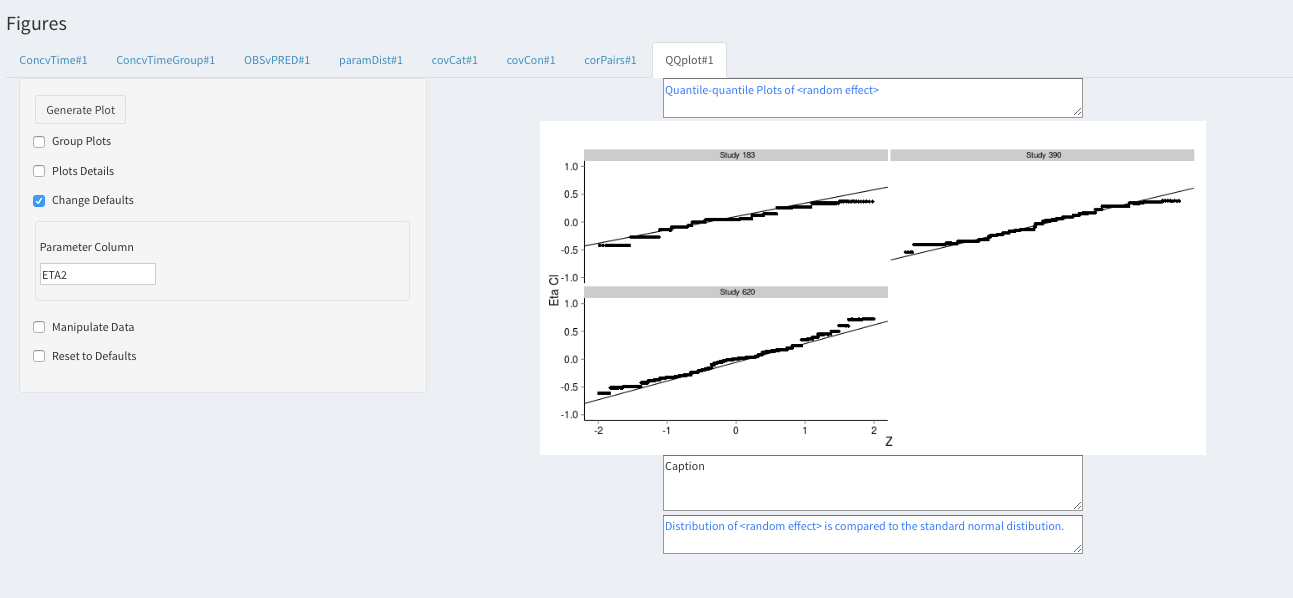 Figures
ConcvTime#1 ConcvTimeGroup#1 OBSvPRED#1 paramDist#1 covCat#1 covCon#1 corPairs#1 QQplot#1
Generate Plot
Group Plots
Plots Details
Change Defaults
Parameter Column
ETA2
Manipulate Data
Reset to Defaults
Quantile-quantile Plots of <random effect>
Study 183 Study 390
1.0
0.5
0.0
-0.5
-1.0
Eta Cl
Study 620
1.0
0.5
0.0
-0.5
-1.0
-2 -1 0 1 2
Z
Caption
Distribution of <random effect> is compared to the standard normal distibution.